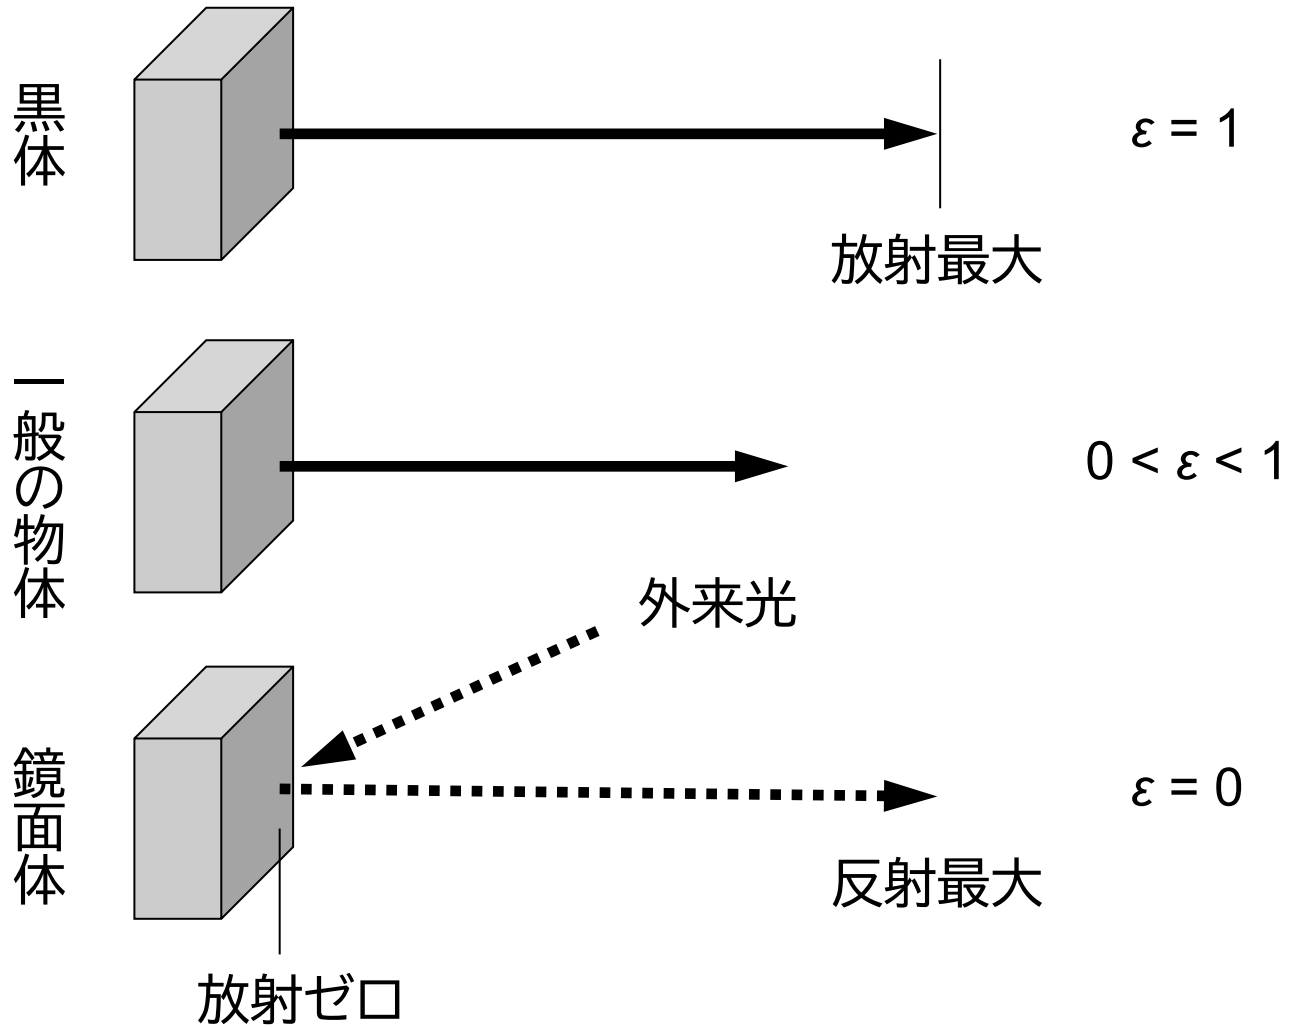 黒体
ε = 1
放射最大
一般の物体
0 < ε < 1
外来光
鏡面体
ε = 0
反射最大
放射ゼロ